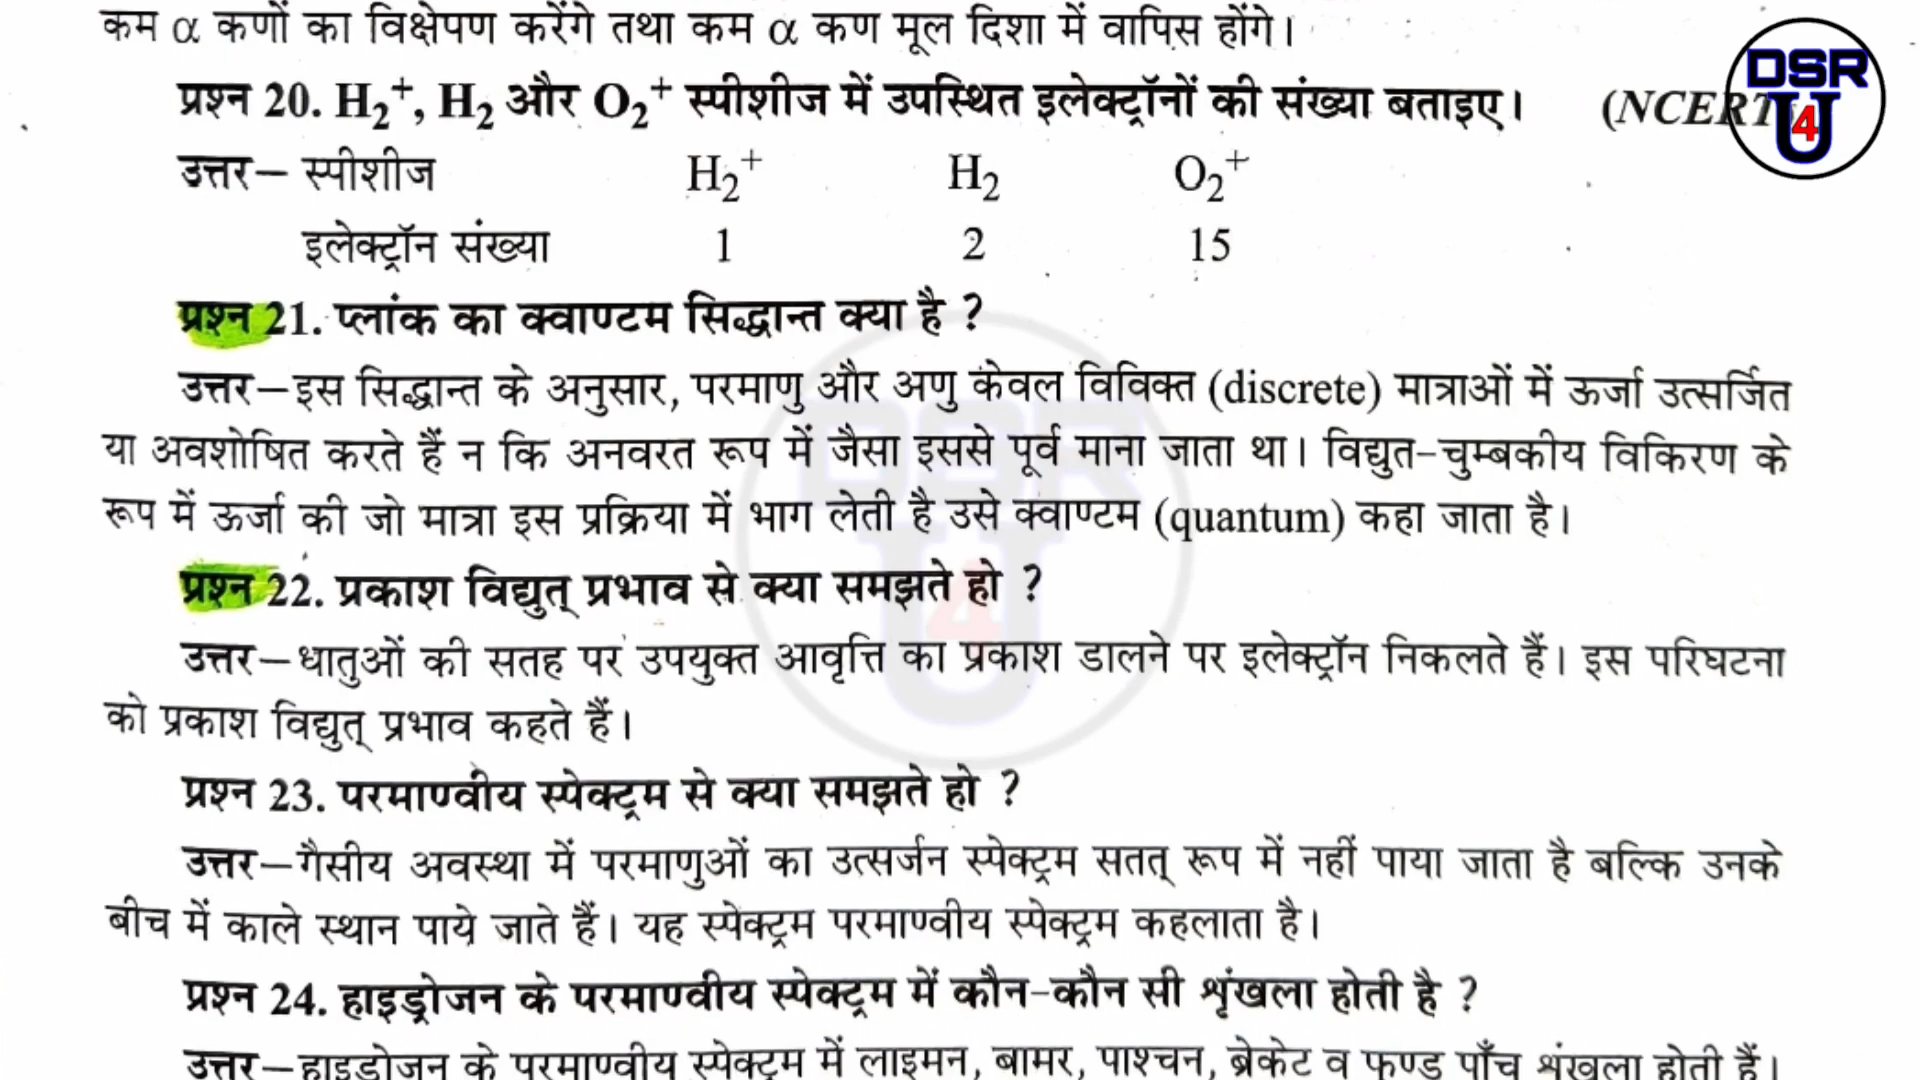 कम α कणों का विक्षेपण करेंगे तथा कम α कण मूल दिशा में वापिस होंगे।
प्रश्न 20. H₂⁺, H₂ और O₂⁺ स्पीशीज में उपस्थित इलेक्ट्रॉनों की संख्या बताइए। (NCERT
DSR
U
4
उत्तर– स्पीशीज H₂⁺ H₂ O₂⁺
इलेक्ट्रॉन संख्या 1 2 15
प्रश्न 21. प्लांक का क्वाण्टम सिद्धान्त क्या है ?
उत्तर–इस सिद्धान्त के अनुसार, परमाणु और अणु केवल विविक्त (discrete) मात्राओं में ऊर्जा उत्सर्जित
या अवशोषित करते हैं न कि अनवरत रूप में जैसा इससे पूर्व माना जाता था। विद्युत-चुम्बकीय विकिरण के
रूप में ऊर्जा की जो मात्रा इस प्रक्रिया में भाग लेती है उसे क्वाण्टम (quantum) कहा जाता है।
प्रश्न 22. प्रकाश विद्युत् प्रभाव से क्या समझते हो ?
उत्तर–धातुओं की सतह पर उपयुक्त आवृत्ति का प्रकाश डालने पर इलेक्ट्रॉन निकलते हैं। इस परिघटना
को प्रकाश विद्युत् प्रभाव कहते हैं।
DSR
U
4
प्रश्न 23. परमाण्वीय स्पेक्ट्रम से क्या समझते हो ?
उत्तर–गैसीय अवस्था में परमाणुओं का उत्सर्जन स्पेक्ट्रम सतत् रूप में नहीं पाया जाता है बल्कि उनके
बीच में काले स्थान पाये जाते हैं। यह स्पेक्ट्रम परमाण्वीय स्पेक्ट्रम कहलाता है।
प्रश्न 24. हाइड्रोजन के परमाण्वीय स्पेक्ट्रम में कौन-कौन सी शृंखला होती है ?
उत्तर–हाइड्रोजन के परमाण्वीय स्पेक्ट्रम में लाइमन, बामर, पाश्चन, ब्रेकेट व फुण्ड पाँच शृंखला होती हैं।